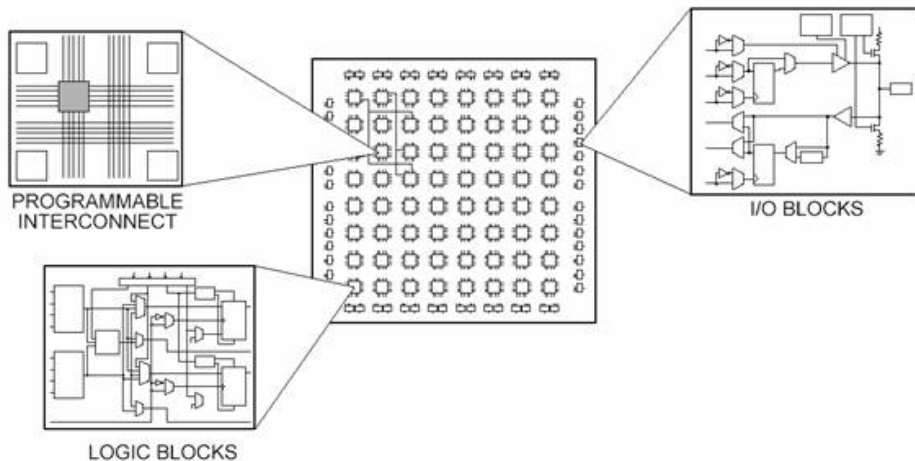 PROGRAMMABLE
INTERCONNECT
I/O BLOCKS
LOGIC BLOCKS